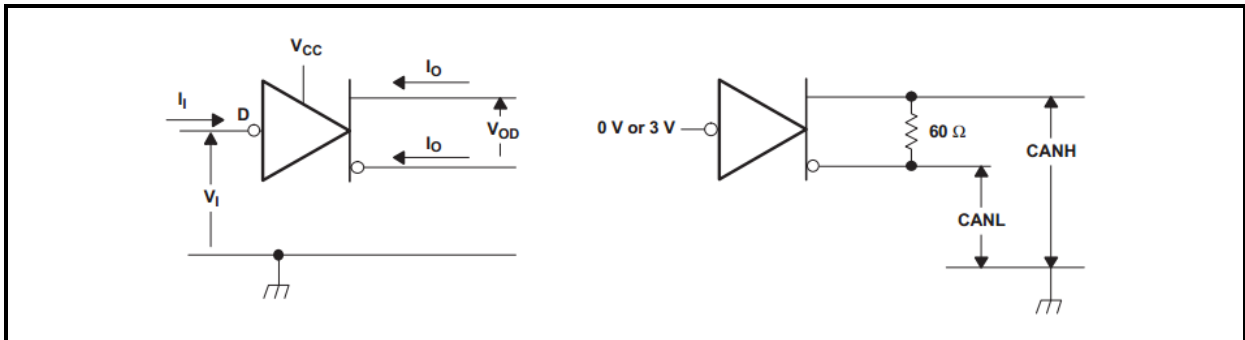 VCC
IO
II
D
VOD
IO
VI
0 V or 3 V
60 Ω
CANH
CANL